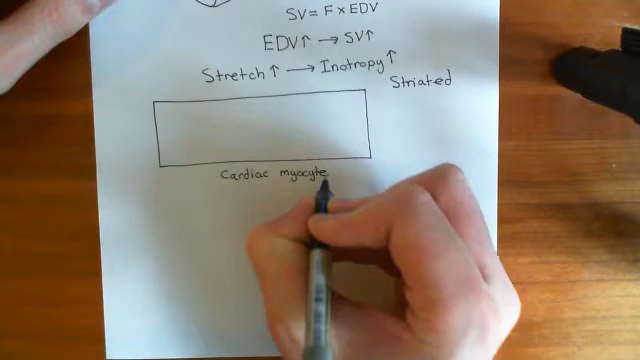 SV = F × EDV
EDV↑ → SV↑
Stretch ↑ → Inotropy ↑
Striated
Cardiac myocyte